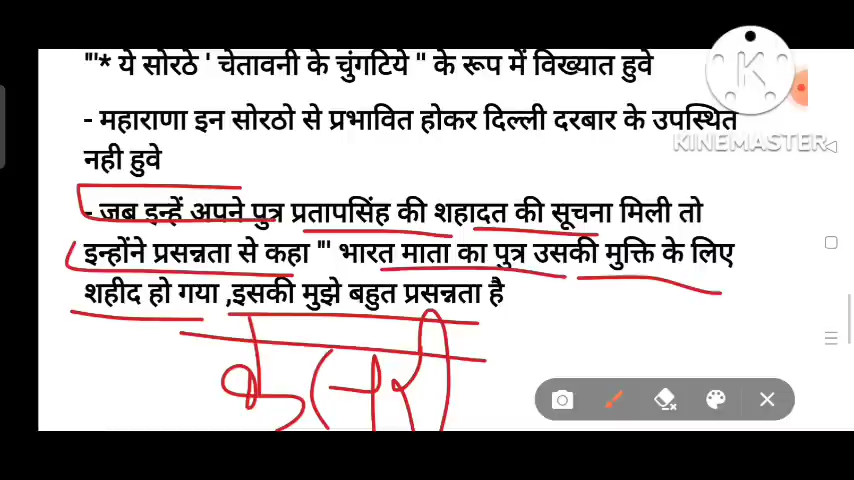 "'* ये सोरठे ' चेतावनी के चुंगटिये " के रूप में विख्यात हुवे
- महाराणा इन सोरठो से प्रभावित होकर दिल्ली दरबार के उपस्थित
नही हुवे
- जब इन्हें अपने पुत्र प्रतापसिंह की शहादत की सूचना मिली तो
इन्होंने प्रसन्नता से कहा "' भारत माता का पुत्र उसकी मुक्ति के लिए
शहीद हो गया ,इसकी मुझे बहुत प्रसन्नता है
K
KINEMASTER